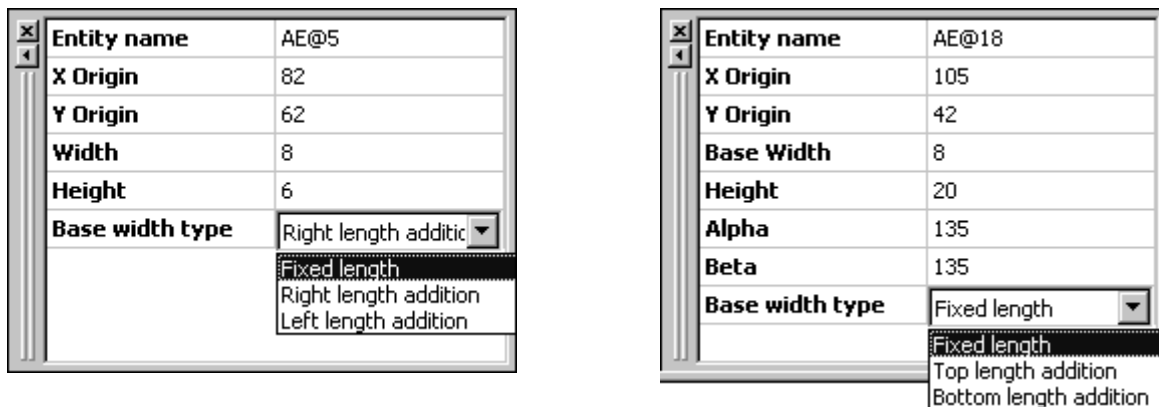 Entity name AE@5
X Origin 82
Y Origin 62
Width 8
Height 6
Base width type Right length additic
Fixed length
Right length addition
Left length addition
Entity name AE@18
X Origin 105
Y Origin 42
Base Width 8
Height 20
Alpha 135
Beta 135
Base width type Fixed length
Fixed length
Top length addition
Bottom length addition